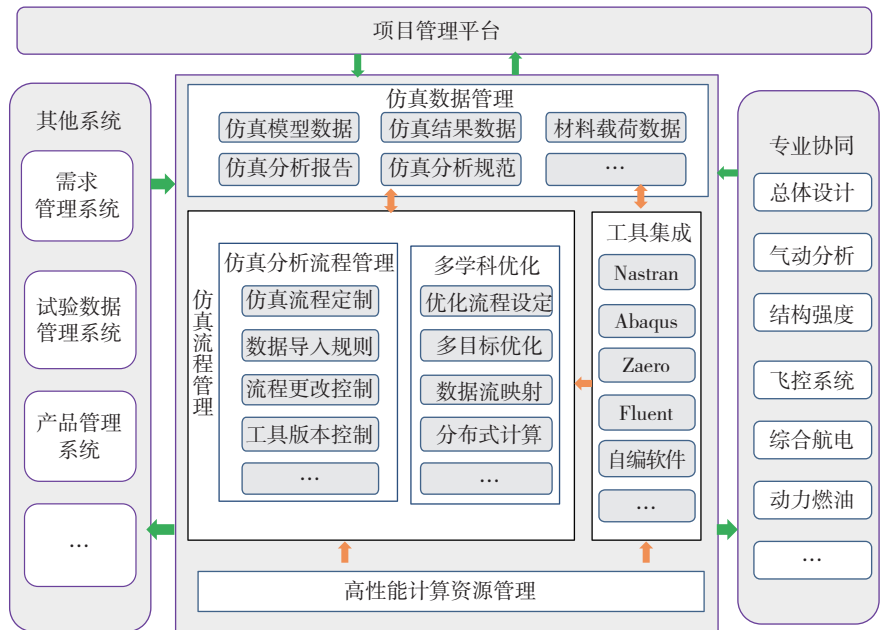 项目管理平台
其他系统
需求
管理系统
试验数据
管理系统
产品管理
系统
…
仿真数据管理
仿真模型数据
仿真结果数据
材料载荷数据
仿真分析报告
仿真分析规范
…
仿真流程管理
仿真分析流程管理
仿真流程定制
数据导入规则
流程更改控制
工具版本控制
…
多学科优化
优化流程设定
多目标优化
数据流映射
分布式计算
…
工具集成
Nastran
Abaqus
Zaero
Fluent
自编软件
…
高性能计算资源管理
专业协同
总体设计
气动分析
结构强度
飞控系统
综合航电
动力燃油
…